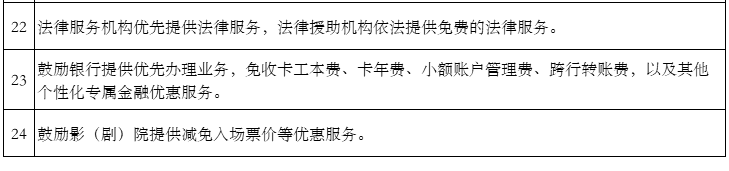 22 法律服务机构优先提供法律服务，法律援助机构依法提供免费的法律服务。
23 鼓励银行提供优先办理业务，免收卡工本费、卡年费、小额账户管理费、跨行转账费，以及其他
个性化专属金融优惠服务。
24 鼓励影（剧）院提供减免入场票价等优惠服务。